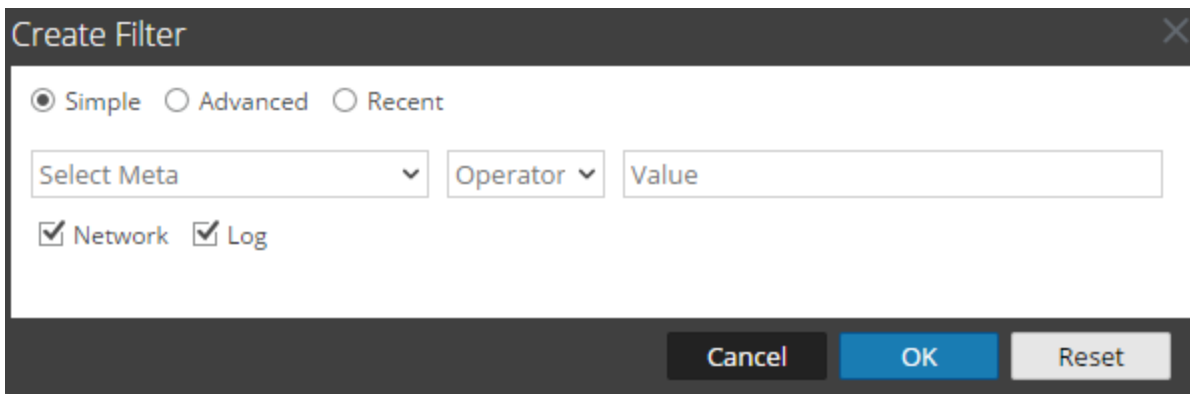 Create Filter
Simple Advanced Recent
Select Meta Operator Value
Network Log
Cancel OK Reset